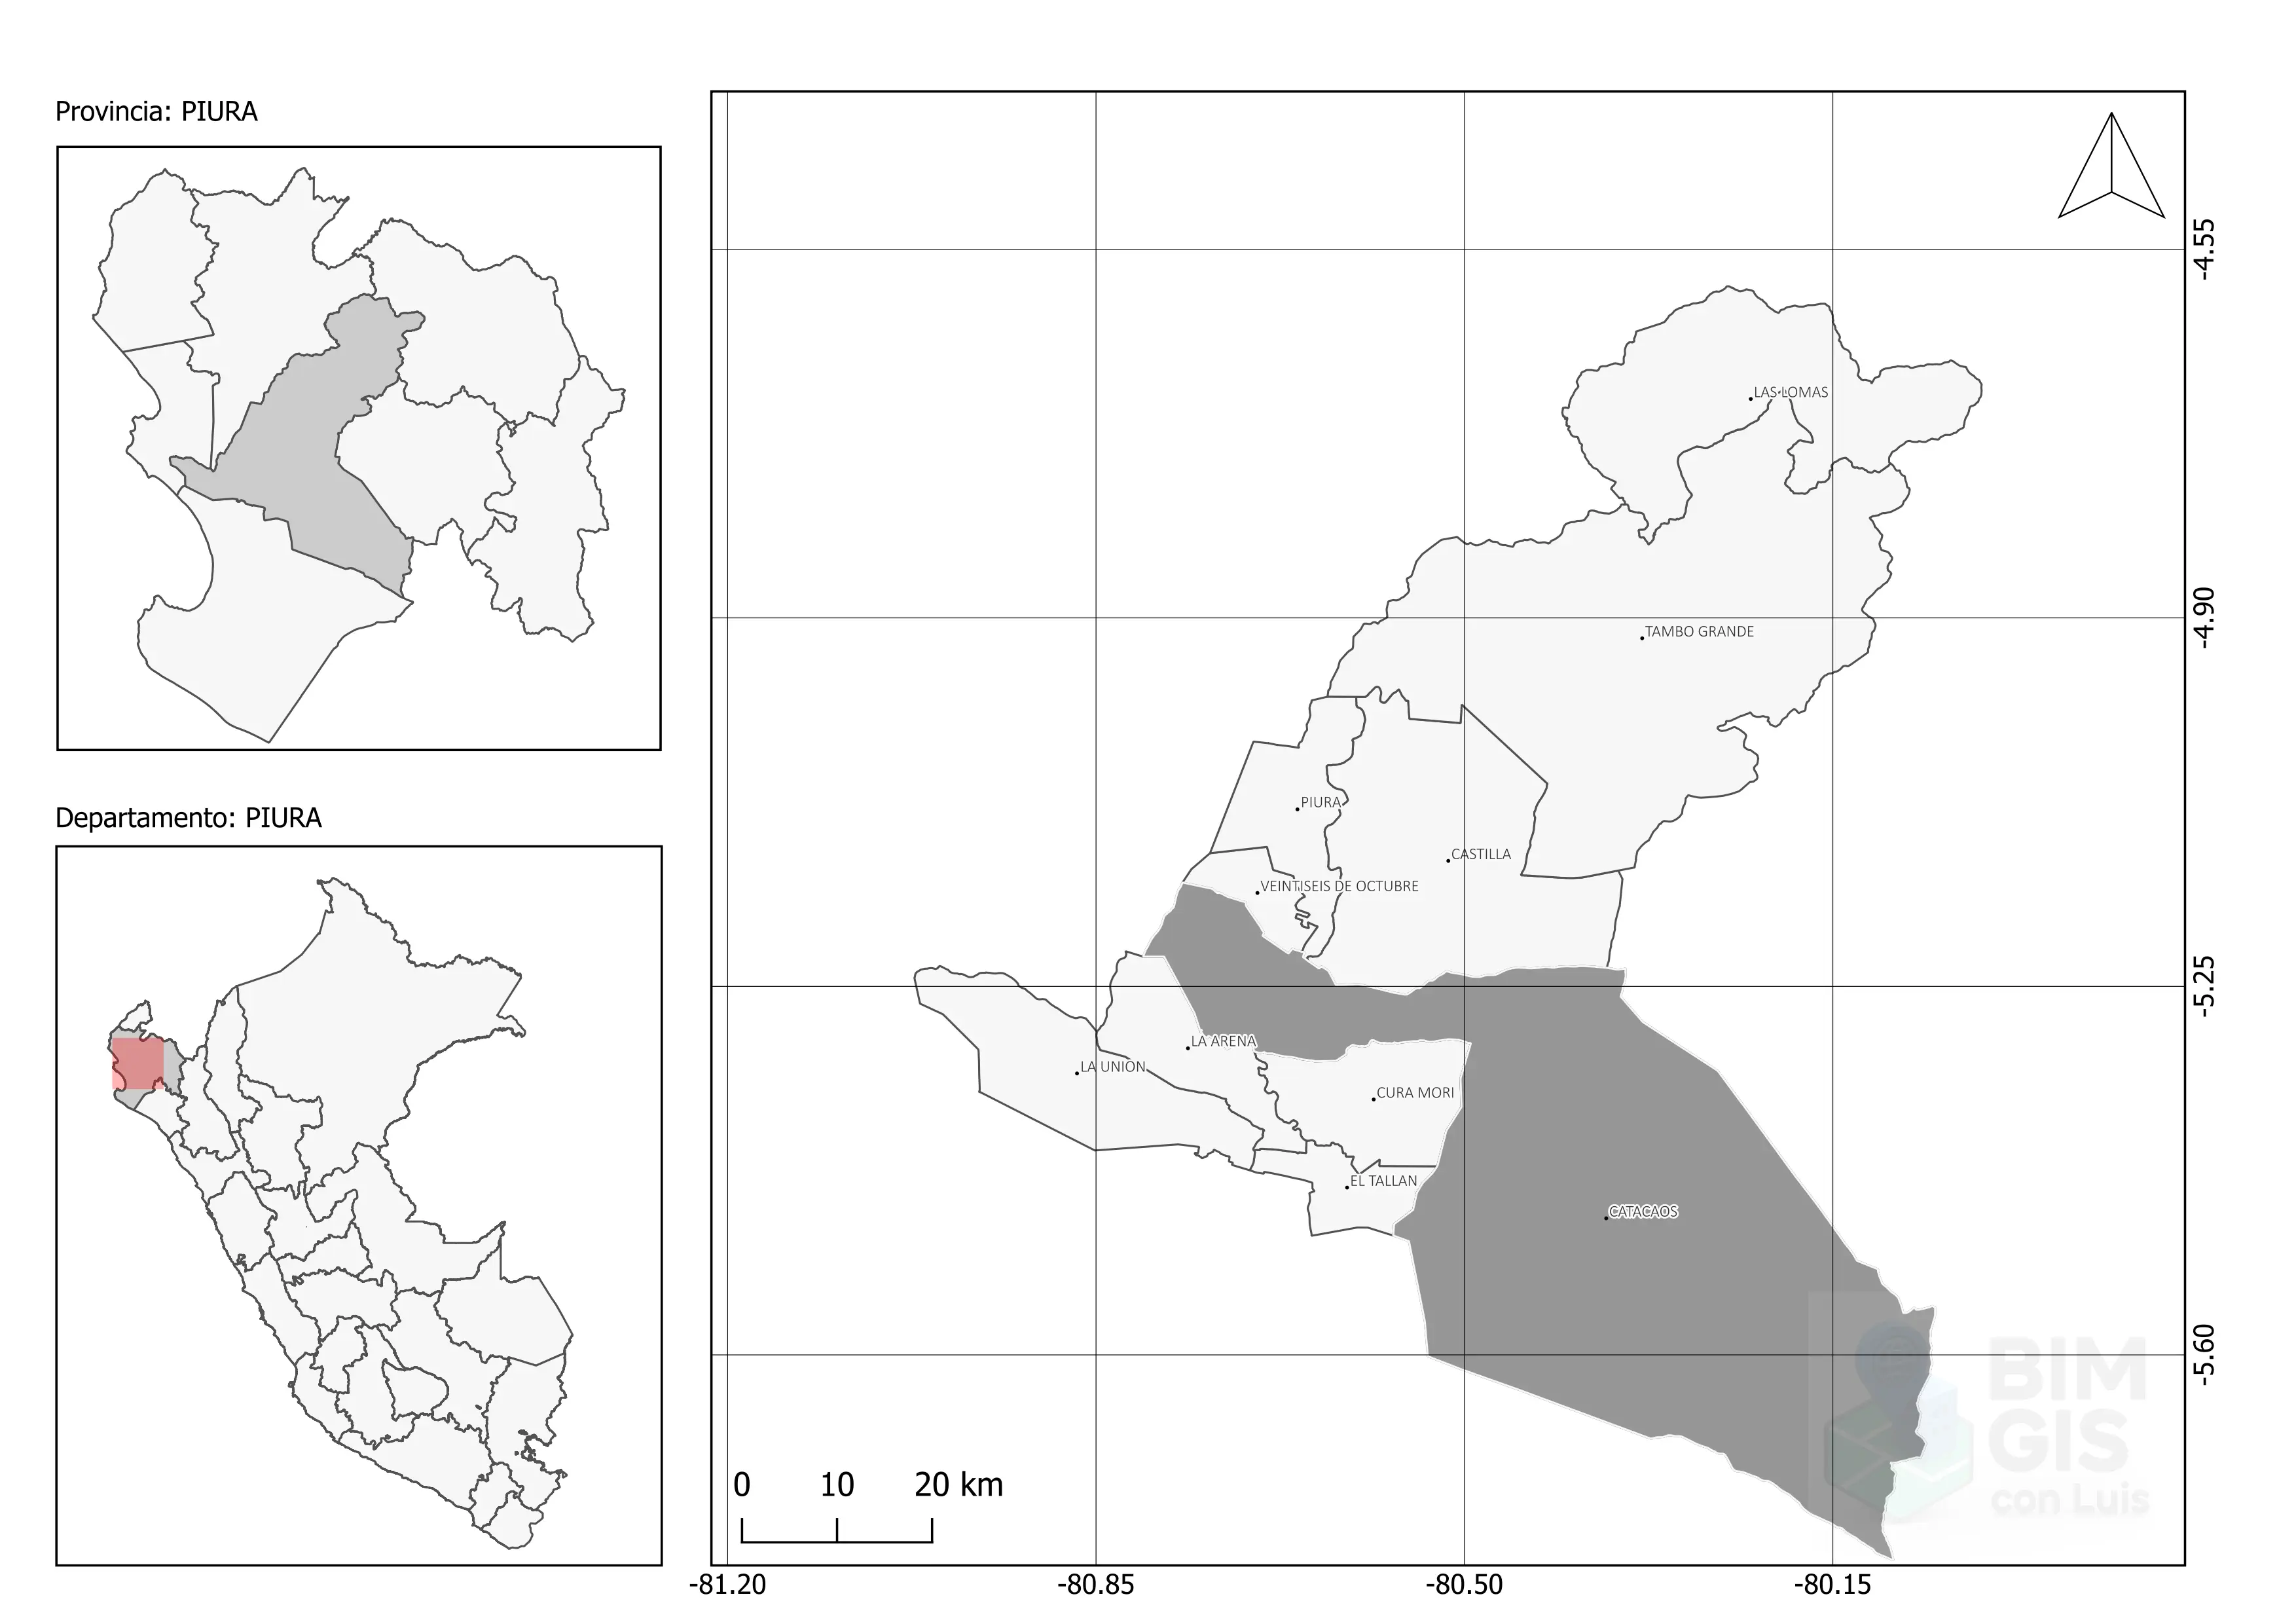 Provincia: PIURA
Departamento: PIURA
LAS LOMAS
TAMBO GRANDE
PIURA
CASTILLA
VEINTISEIS DE OCTUBRE
LA ARENA
LA UNION
CURA MORI
EL TALLAN
CATACAOS
-4.55
-4.90
-5.25
-5.60
BIM
GIS
con Luis
0 10 20 km
-81.20 -80.85 -80.50 -80.15